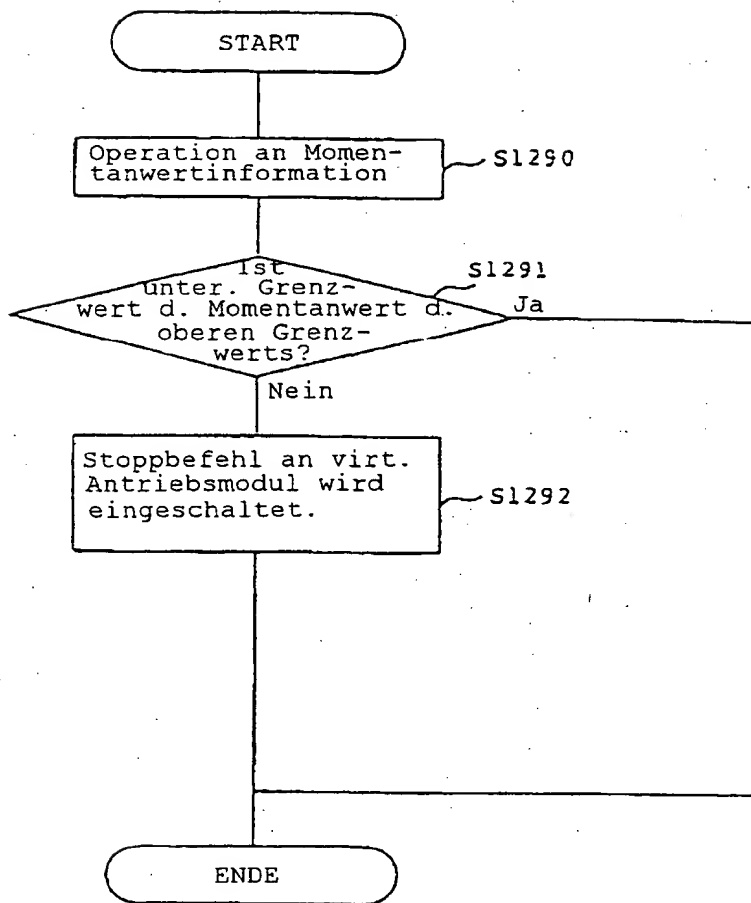 START
Operation an Momen-
tanwertinformation
S1290
Ist
unter. Grenz-
wert d. Momentanwert d.
oberen Grenz-
werts?
S1291
Ja
Nein
Stoppbefehl an virt.
Antriebsmodul wird
eingeschaltet.
S1292
ENDE